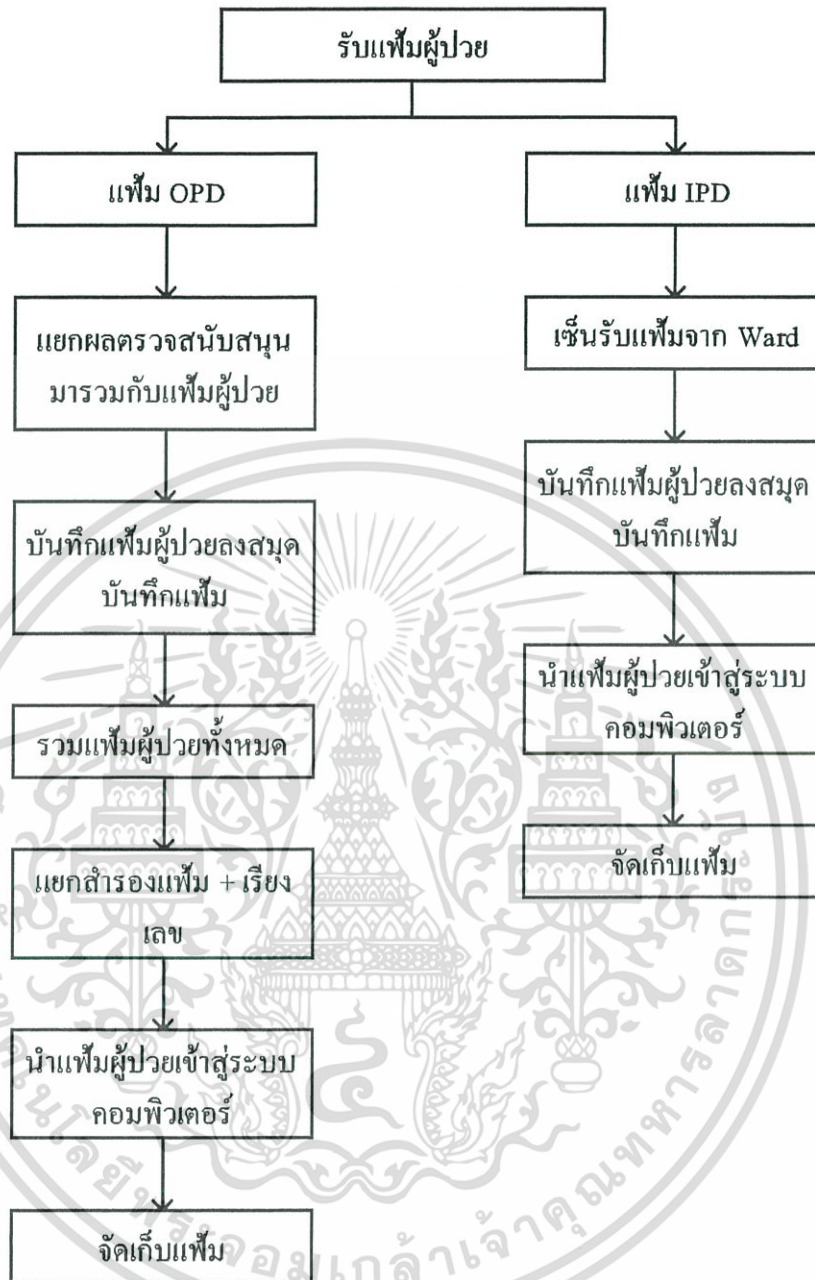 รับแฟ้มผู้ป่วย
แฟ้ม OPD
แฟ้ม IPD
แยกผลตรวจสนับสนุน
มารวมกับแฟ้มผู้ป่วย
บันทึกแฟ้มผู้ป่วยลงสมุด
บันทึกแฟ้ม
รวมแฟ้มผู้ป่วยทั้งหมด
แยกสำรองแฟ้ม + เรียง
เลข
นำแฟ้มผู้ป่วยเข้าสู่ระบบ
คอมพิวเตอร์
จัดเก็บแฟ้ม
เซ็นรับแฟ้มจาก Ward
บันทึกแฟ้มผู้ป่วยลงสมุด
บันทึกแฟ้ม
นำแฟ้มผู้ป่วยเข้าสู่ระบบ
คอมพิวเตอร์
จัดเก็บแฟ้ม